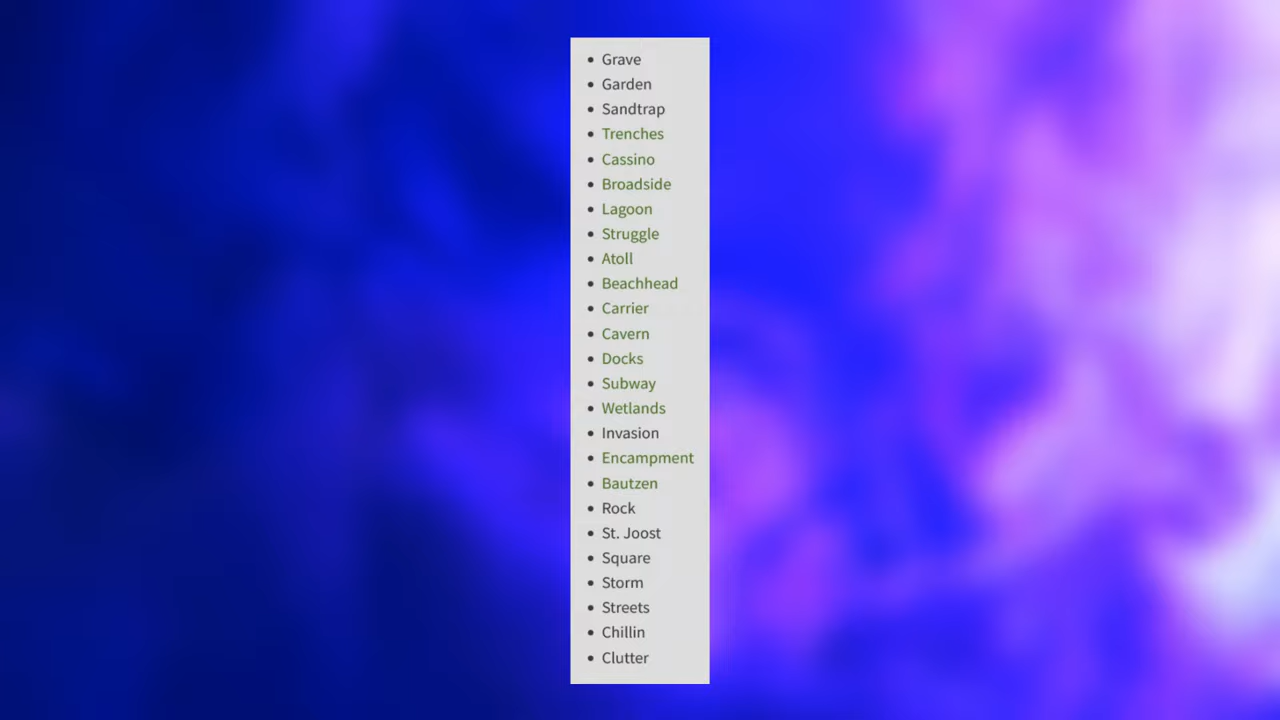 • Grave
• Garden
• Sandtrap
• Trenches
• Cassino
• Broadside
• Lagoon
• Struggle
• Atoll
• Beachhead
• Carrier
• Cavern
• Docks
• Subway
• Wetlands
• Invasion
• Encampment
• Bautzen
• Rock
• St. Joost
• Square
• Storm
• Streets
• Chillin
• Clutter